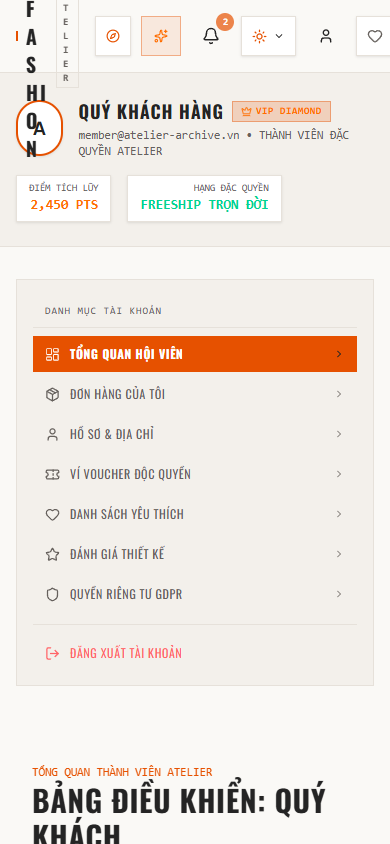 FASHION
TELIER
2
A
QUÝ KHÁCH HÀNG
VIP DIAMOND
member@atelier-archive.vn • THÀNH VIÊN ĐẶC
QUYỀN ATELIER
ĐIỂM TÍCH LŨY
2,450 PTS
HẠNG ĐẶC QUYỀN
FREESHIP TRỌN ĐỜI
DANH MỤC TÀI KHOẢN
TỔNG QUAN HỘI VIÊN
ĐƠN HÀNG CỦA TÔI
HỒ SƠ & ĐỊA CHỈ
VÍ VOUCHER ĐỘC QUYỀN
DANH SÁCH YÊU THÍCH
ĐÁNH GIÁ THIẾT KẾ
QUYỀN RIÊNG TƯ GDPR
ĐĂNG XUẤT TÀI KHOẢN
TỔNG QUAN THÀNH VIÊN ATELIER
BẢNG ĐIỀU KHIỂN: QUÝ
KHÁCH